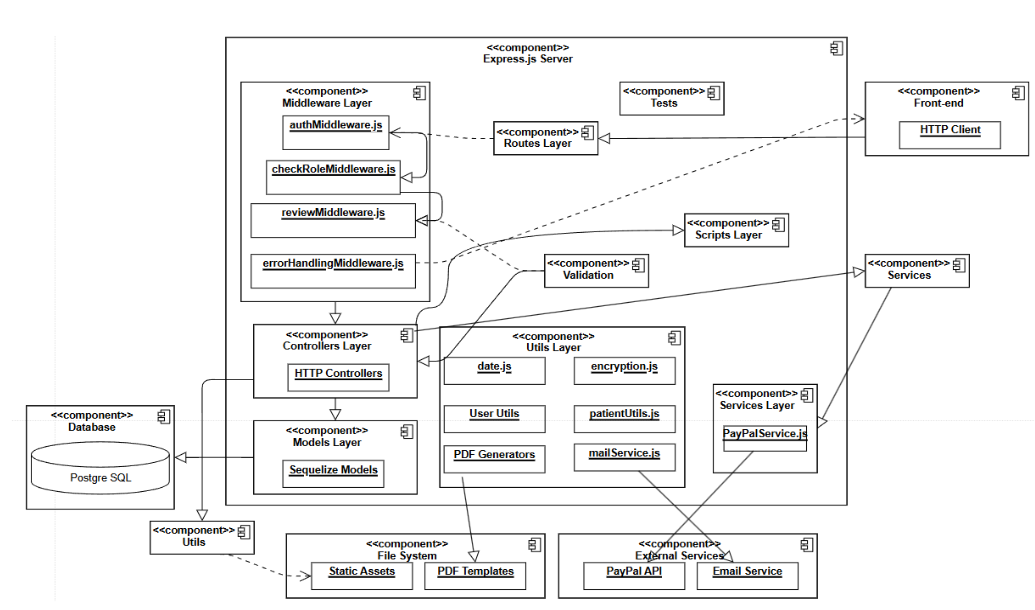 <<component>>
Express.js Server
<<component>>
Middleware Layer
authMiddleware.js
checkRoleMiddleware.js
reviewMiddleware.js
errorHandlingMiddleware.js
<<component>>
Tests
<<component>>
Routes Layer
<<component>>
Front-end
HTTP Client
<<component>>
Scripts Layer
<<component>>
Validation
<<component>>
Services
<<component>>
Controllers Layer
HTTP Controllers
<<component>>
Utils Layer
date.js
encryption.js
User Utils
patientUtils.js
PDF Generators
mailService.js
<<component>>
Services Layer
PayPalService.js
<<component>>
Database
Postgre SQL
<<component>>
Models Layer
Sequelize Models
<<component>>
Utils
<<component>>
File System
Static Assets
PDF Templates
<<component>>
External Services
PayPal API
Email Service